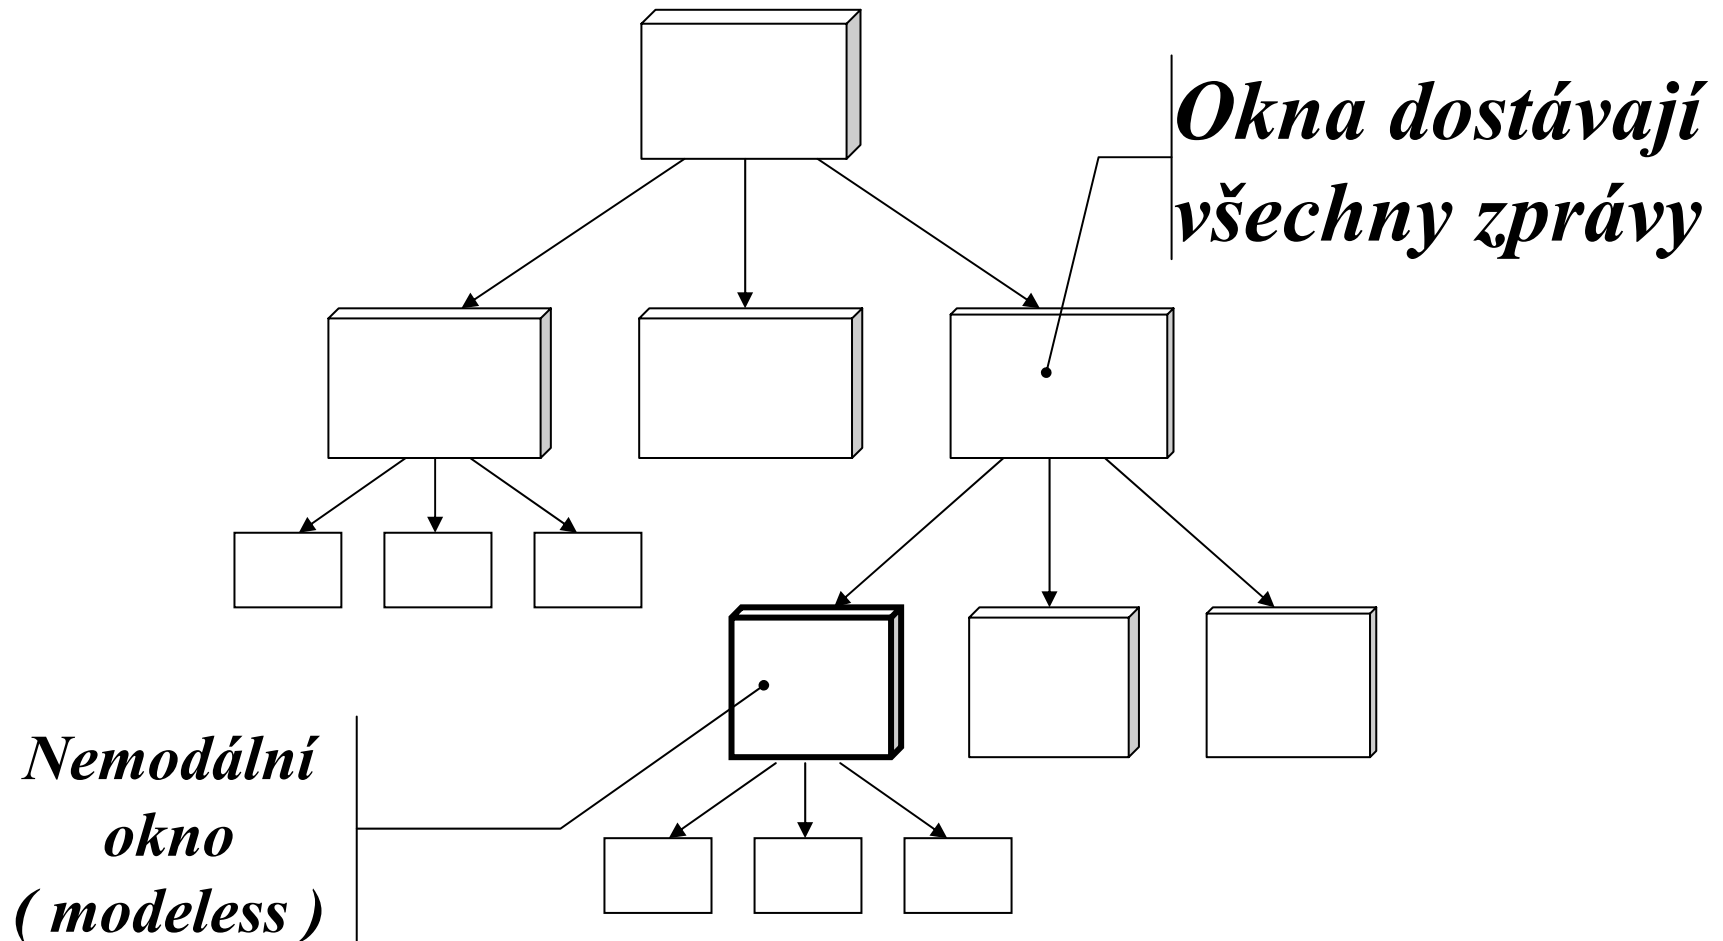 Okna dostávají
všechny zprávy
Nemodální
okno
( modeless )